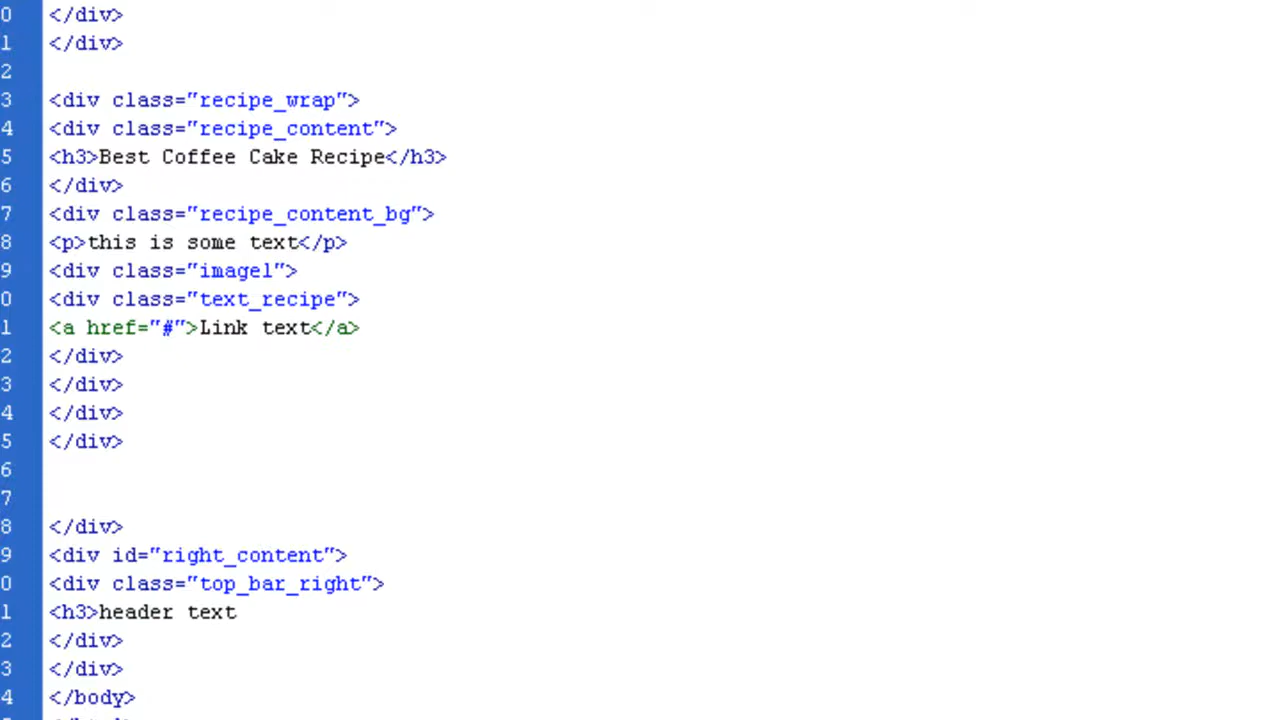 0 </div>
1 </div>
2
3 <div class="recipe_wrap">
4 <div class="recipe_content">
5 <h3>Best Coffee Cake Recipe</h3>
6 </div>
7 <div class="recipe_content_bg">
8 <p>this is some text</p>
9 <div class="image1">
0 <div class="text_recipe">
1 <a href="#">Link text</a>
2 </div>
3 </div>
4 </div>
5 </div>
6
7
8 </div>
9 <div id="right_content">
0 <div class="top_bar_right">
1 <h3>header text
2 </div>
3 </div>
4 </body>